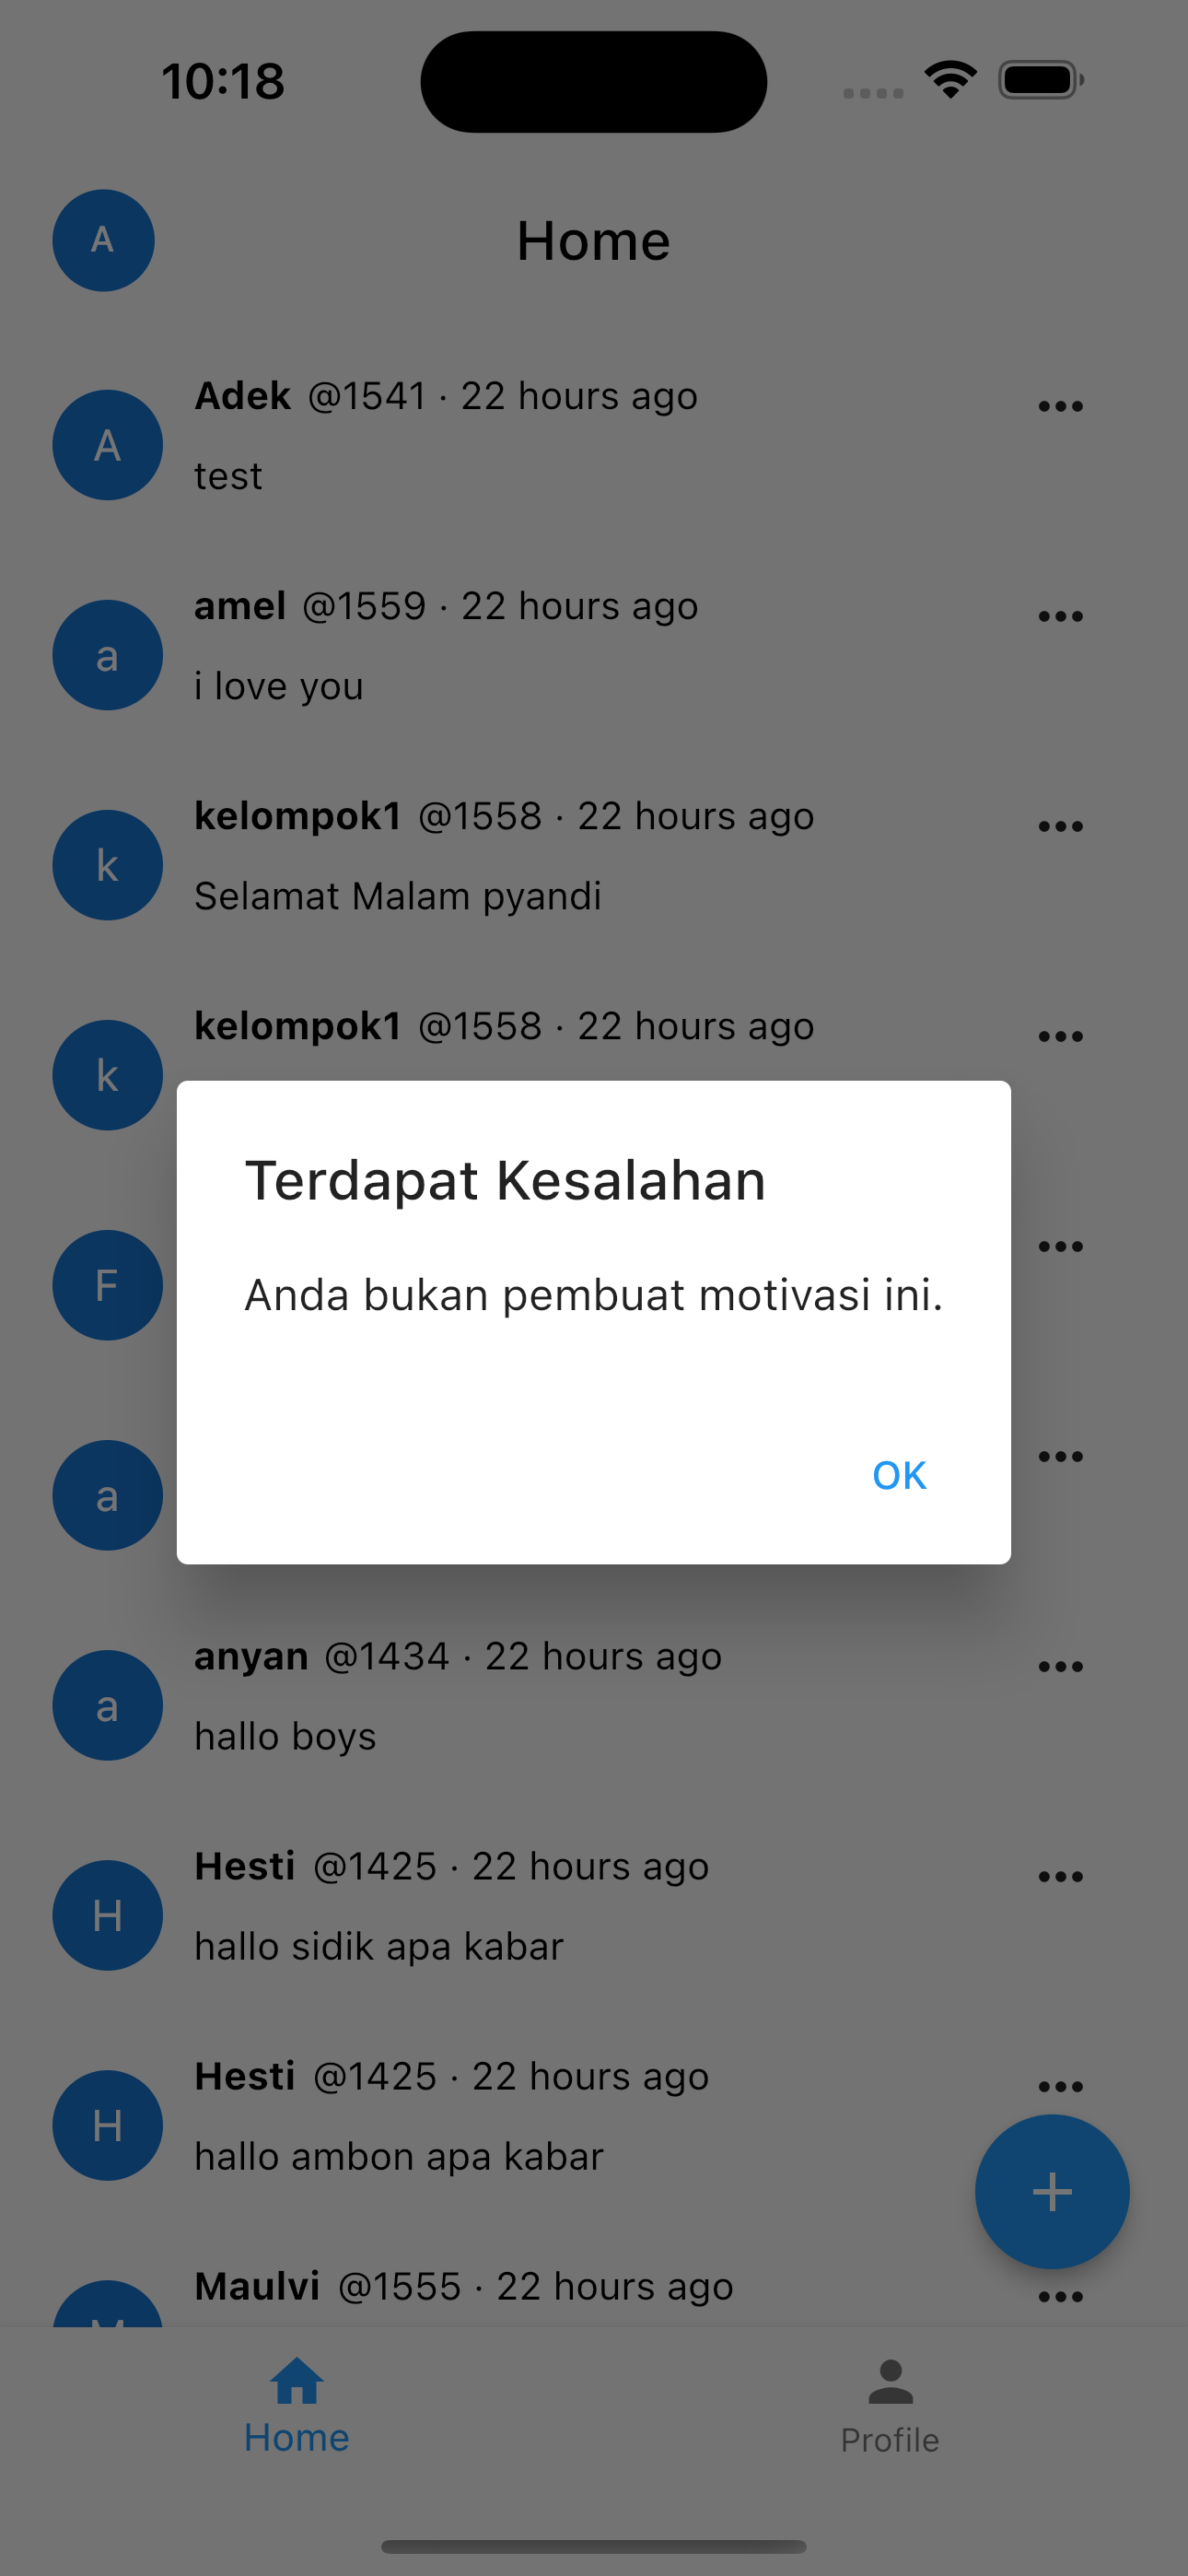 10:18
A
Home
Adek @1541 · 22 hours ago
A
test
amel @1559 · 22 hours ago
a
i love you
kelompok1 @1558 · 22 hours ago
k
Selamat Malam pyandi
kelompok1 @1558 · 22 hours ago
k
Terdapat Kesalahan
F
Anda bukan pembuat motivasi ini.
a
OK
anyan @1434 · 22 hours ago
a
hallo boys
Hesti @1425 · 22 hours ago
H
hallo sidik apa kabar
Hesti @1425 · 22 hours ago
H
hallo ambon apa kabar
Maulvi @1555 · 22 hours ago
M
Home
Profile